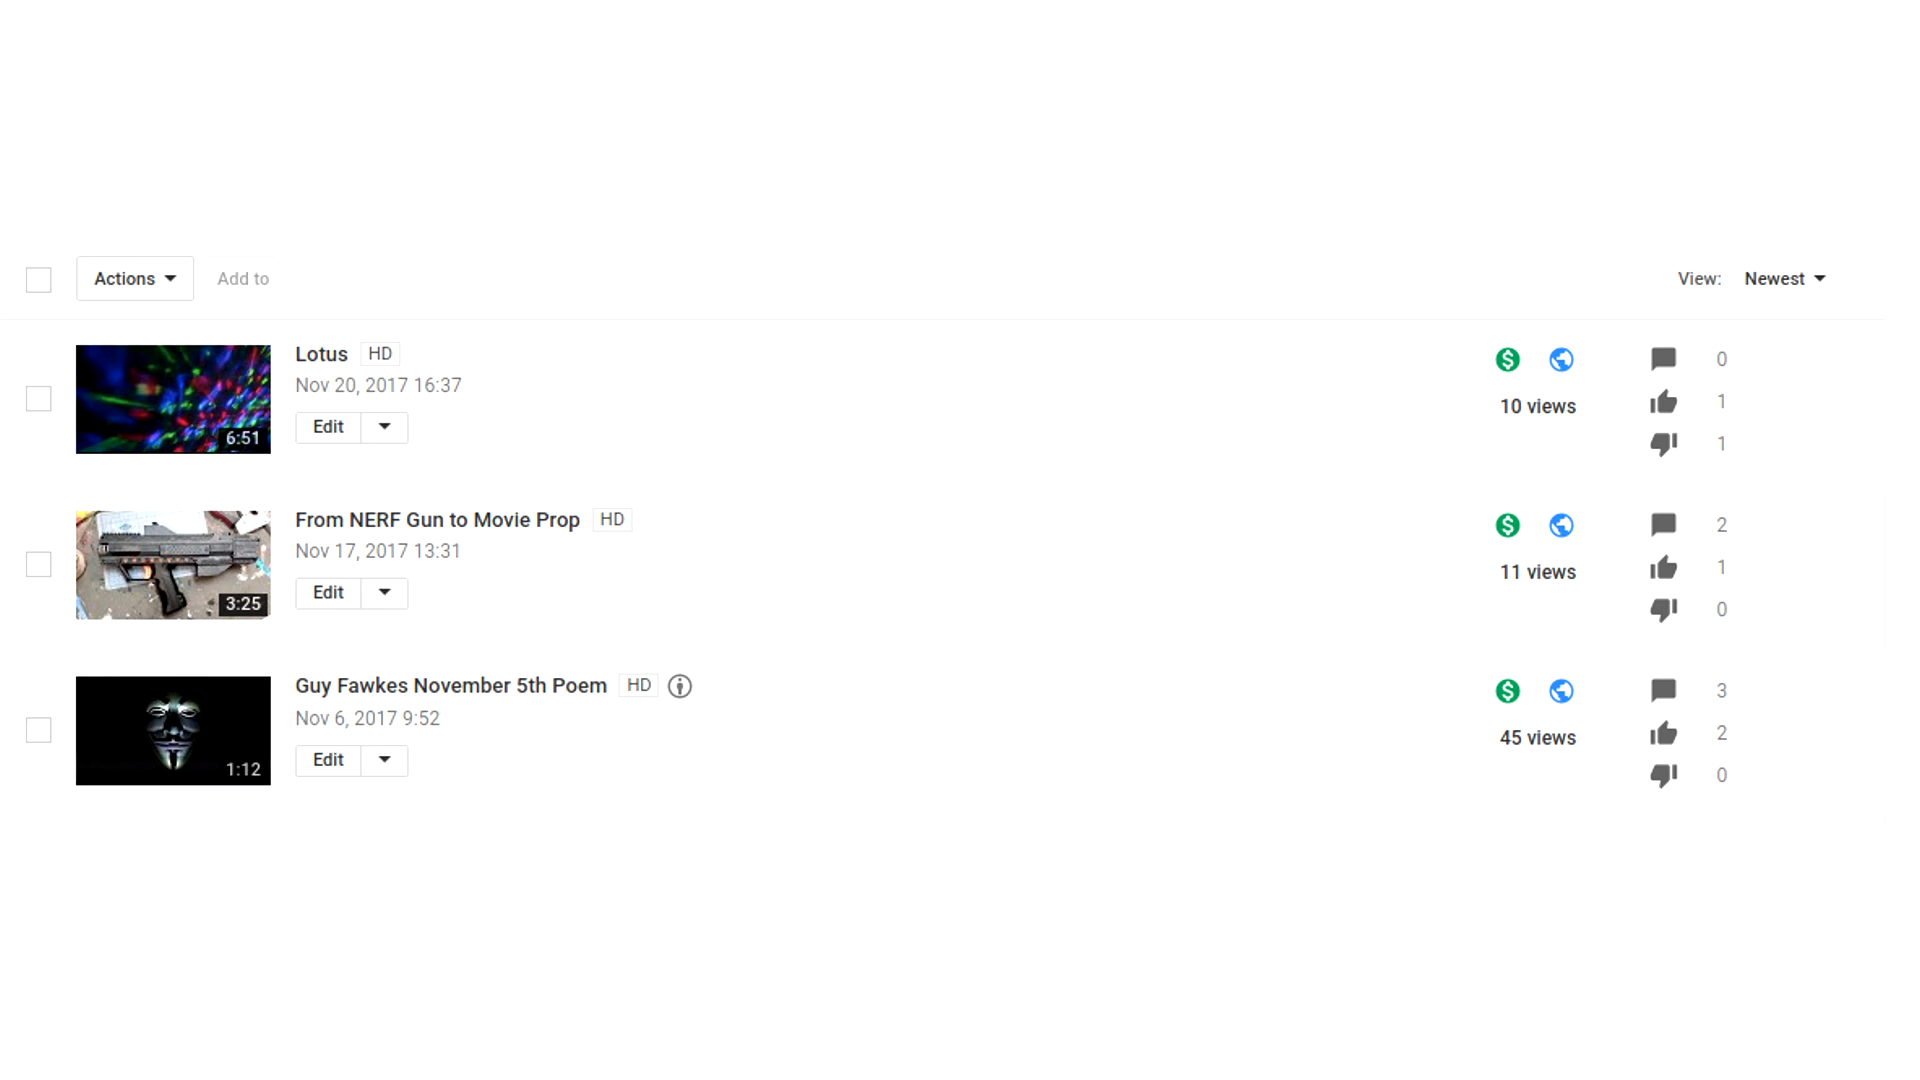 Actions Add to View: Newest
Lotus HD
Nov 20, 2017 16:37
Edit
6:51
10 views
0
1
1
From NERF Gun to Movie Prop HD
Nov 17, 2017 13:31
Edit
3:25
11 views
2
1
0
Guy Fawkes November 5th Poem HD
Nov 6, 2017 9:52
Edit
1:12
45 views
3
2
0